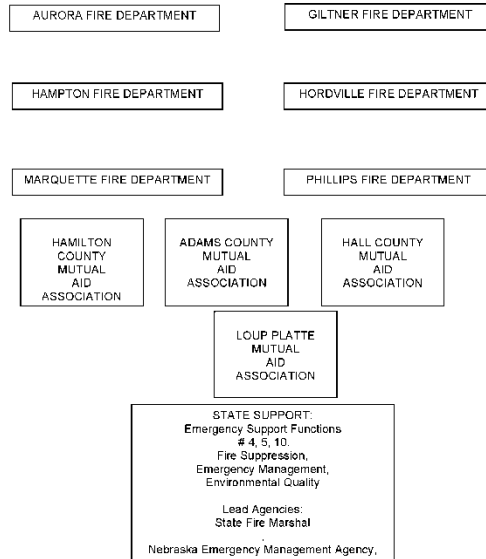 AURORA FIRE DEPARTMENT
GILTNER FIRE DEPARTMENT
HAMPTON FIRE DEPARTMENT
HORDVILLE FIRE DEPARTMENT
MARQUETTE FIRE DEPARTMENT
PHILLIPS FIRE DEPARTMENT
HAMILTON
COUNTY
MUTUAL
AID
ASSOCIATION
ADAMS COUNTY
MUTUAL
AID
ASSOCIATION
HALL COUNTY
MUTUAL
AID
ASSOCIATION
LOUP PLATTE
MUTUAL
AID
ASSOCIATION
STATE SUPPORT:
Emergency Support Functions
# 4, 5, 10.
Fire Suppression,
Emergency Management,
Environmental Quality
Lead Agencies:
State Fire Marshal
.
Nebraska Emergency Management Agency,